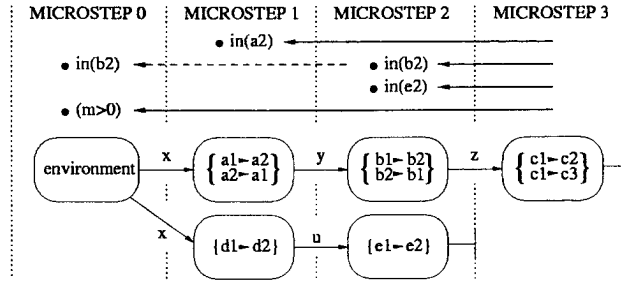 MICROSTEP 0 MICROSTEP 1 MICROSTEP 2 MICROSTEP 3
• in(a2)
• in(b2) • in(b2)
• in(e2)
• (m>0)
environment x { a1►a2 a2►a1 } y { b1►b2 b2►b1 } z { c1►c2 c1►c3 }
x {d1►d2} u {e1►e2}